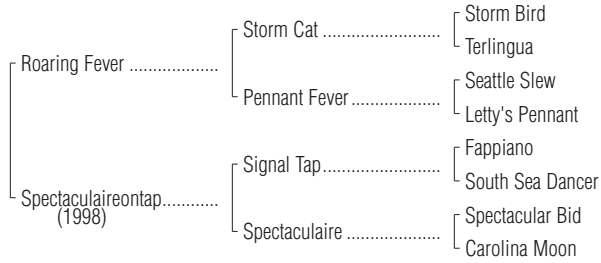 Storm Bird
Storm Cat ..........................
Terlingua
Roaring Fever ...................
Seattle Slew
Pennant Fever...................
Letty's Pennant
Fappiano
Signal Tap.........................
South Sea Dancer
Spectaculaireontap............
(1998)
Spectacular Bid
Spectaculaire ....................
Carolina Moon